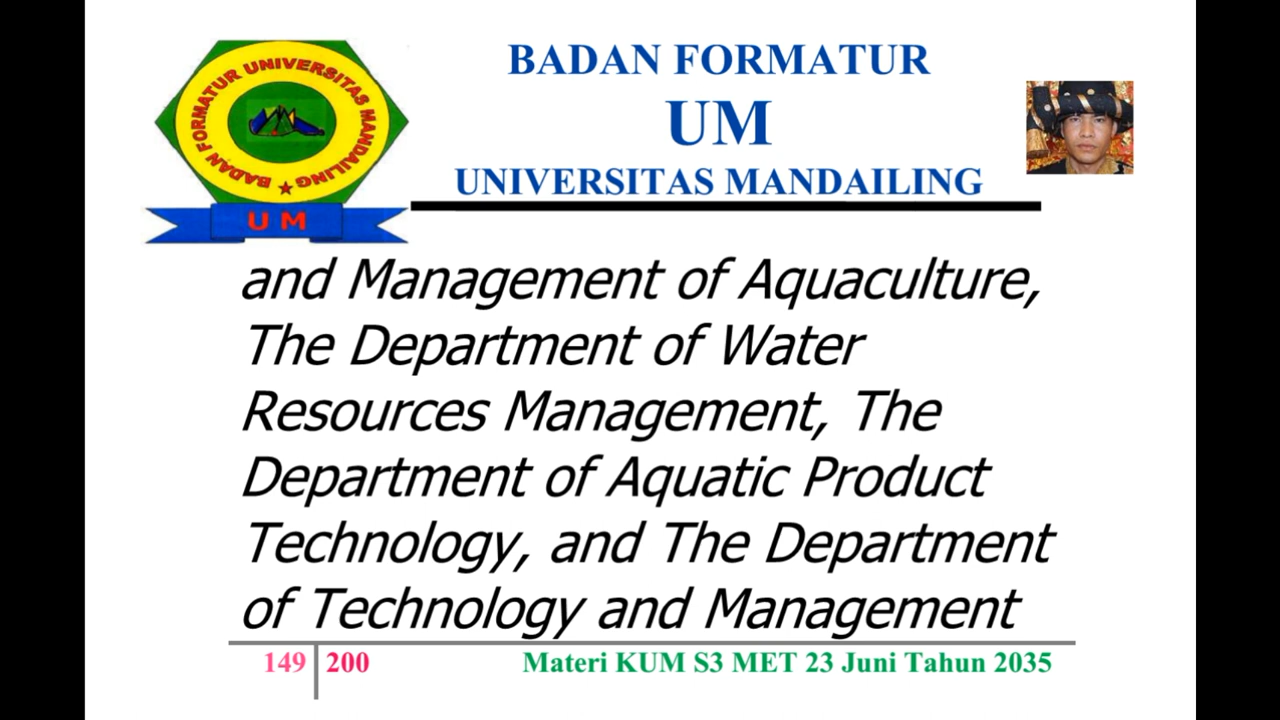 BADAN FORMATUR UNIVERSITAS MANDAILING
U M
BADAN FORMATUR
UM
UNIVERSITAS MANDAILING
and Management of Aquaculture,
The Department of Water
Resources Management, The
Department of Aquatic Product
Technology, and The Department
of Technology and Management
149 200 Materi KUM S3 MET 23 Juni Tahun 2035